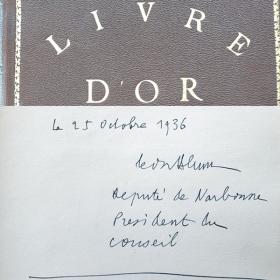 LIVRE
D'OR
le 25 Octobre 1936
Léon Blum
Député de Narbonne
Président du
Conseil